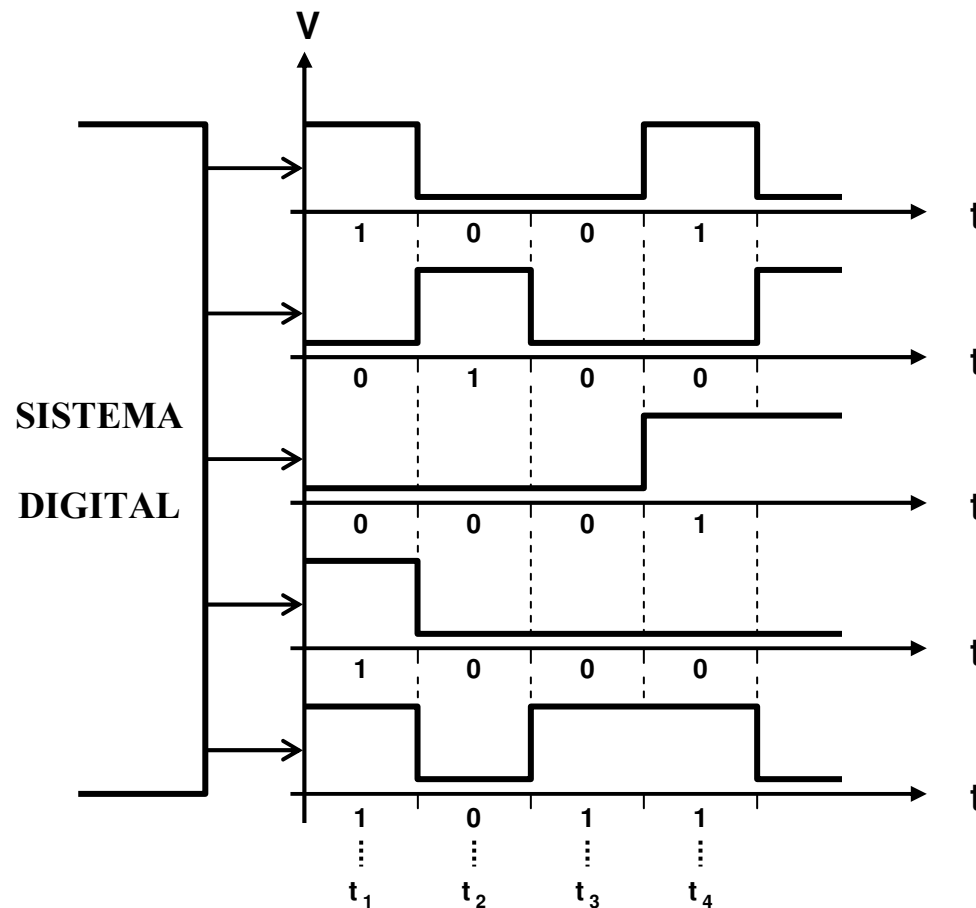 V
t
1 0 0 1
t
0 1 0 0
SISTEMA
t
DIGITAL
0 0 0 1
t
1 0 0 0
t
1 0 1 1
t1 t2 t3 t4